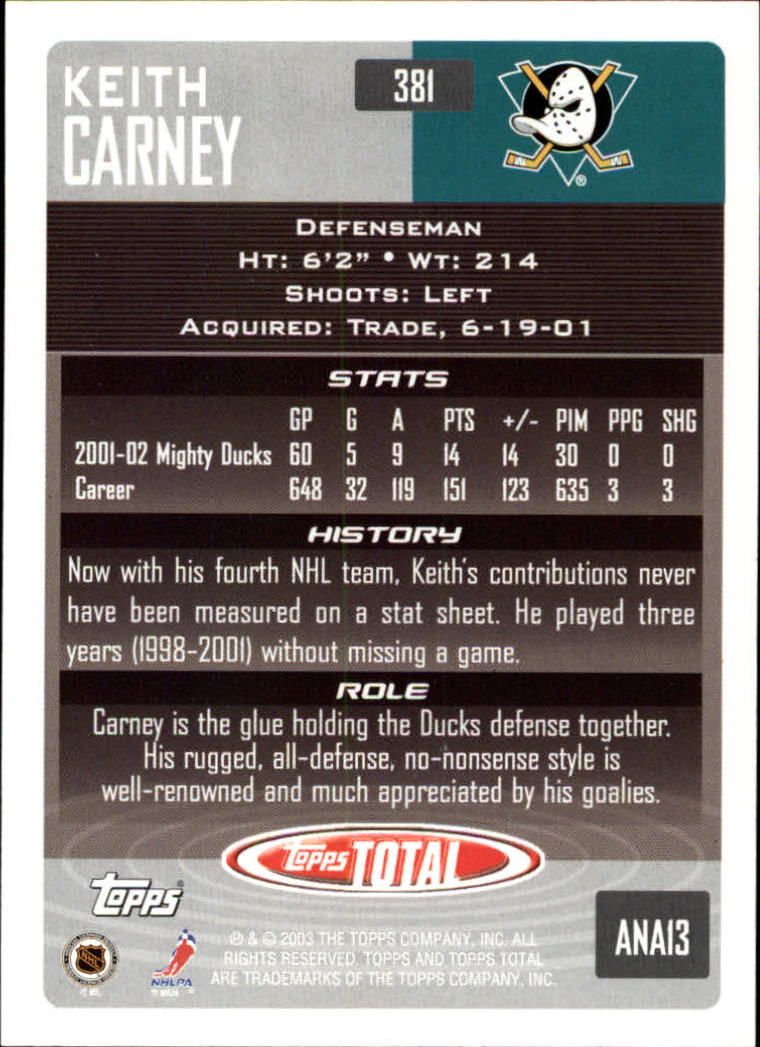 KEITH
CARNEY
381
®
DEFENSEMAN
HT: 6'2" • WT: 214
SHOOTS: LEFT
ACQUIRED: TRADE, 6-19-01
STATS
GP G A PTS +/- PIM PPG SHG
2001-02 Mighty Ducks 60 5 9 14 14 30 0 0
Career 648 32 119 151 123 635 3 3
HISTORY
Now with his fourth NHL team, Keith's contributions never
have been measured on a stat sheet. He played three
years (1998-2001) without missing a game.
ROLE
Carney is the glue holding the Ducks defense together.
His rugged, all-defense, no-nonsense style is
well-renowned and much appreciated by his goalies.
Topps TOTAL
Topps®
NHL
NHLPA
℗ & © 2003 THE TOPPS COMPANY, INC. ALL
RIGHTS RESERVED. TOPPS AND TOPPS TOTAL
ARE TRADEMARKS OF THE TOPPS COMPANY, INC.
ANA13